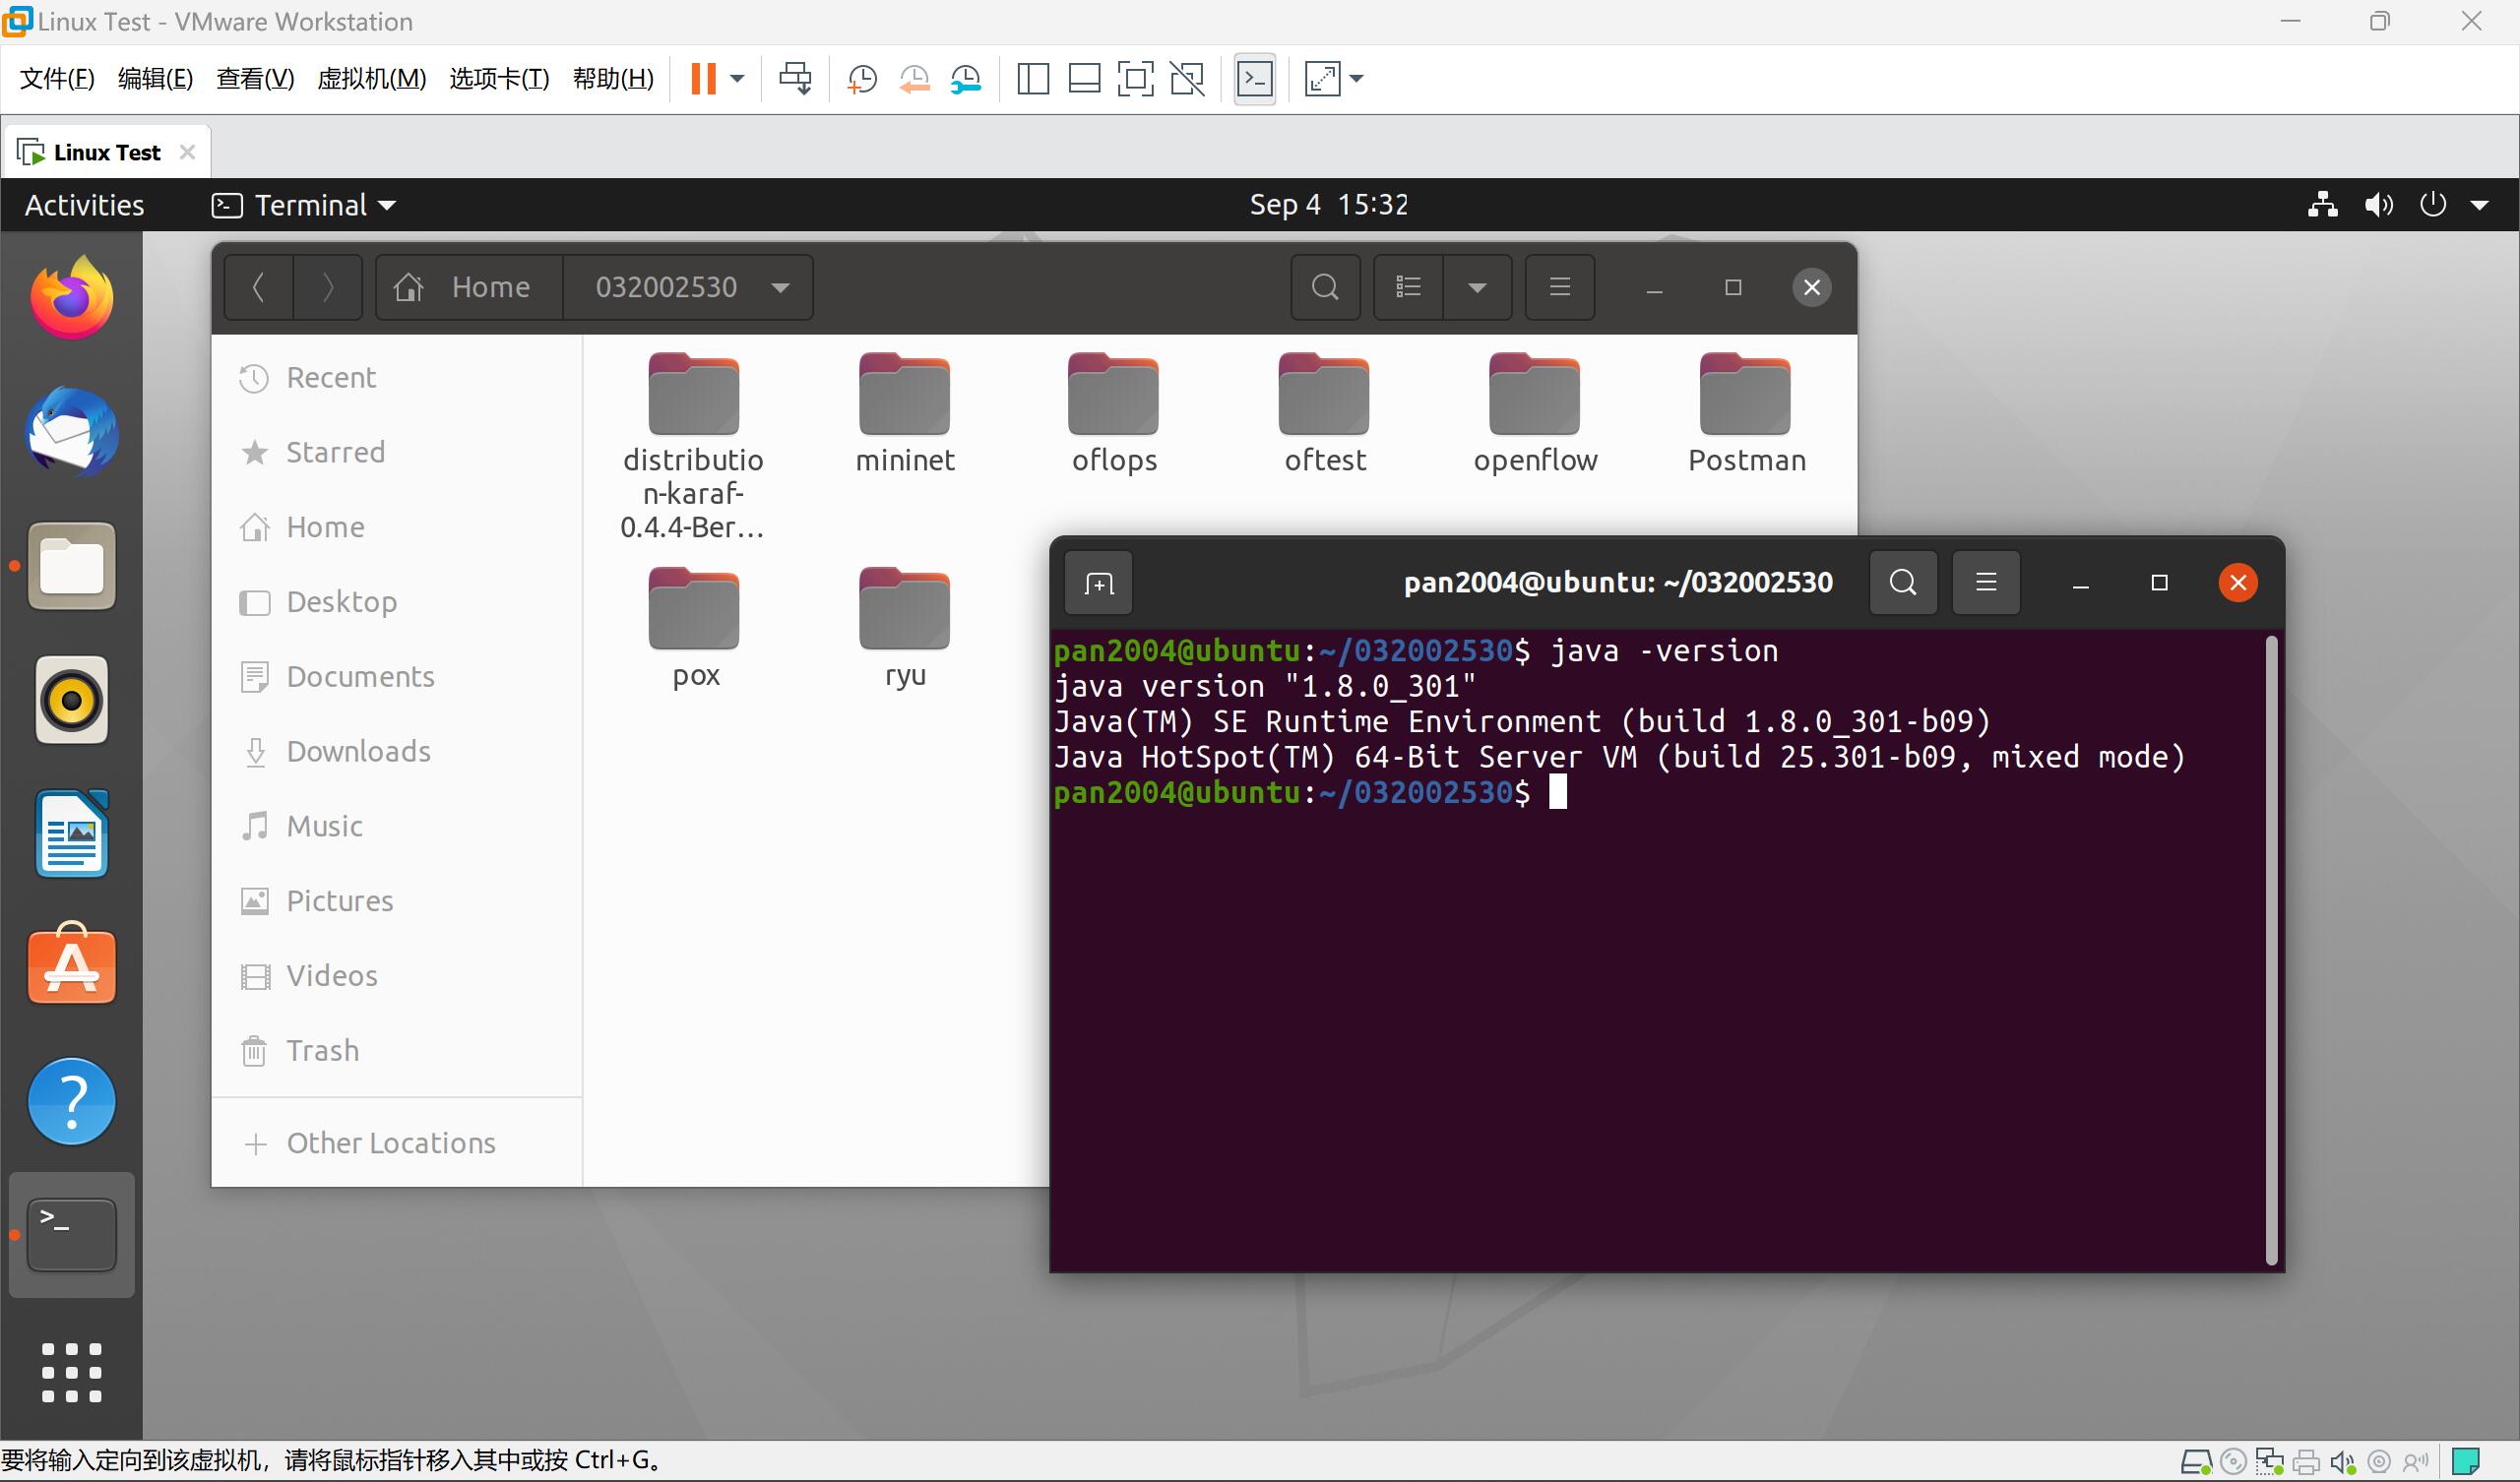 Linux Test - VMware Workstation
文件(F) 编辑(E) 查看(V) 虚拟机(M) 选项卡(T) 帮助(H)
Linux Test
Activities Terminal Sep 4 15:32
Home 032002530
Recent
Starred
Home
Desktop
Documents
Downloads
Music
Pictures
Videos
Trash
Other Locations
distributio
n-karaf-
0.4.4-Ber...
mininet
oflops
oftest
openflow
Postman
pox
ryu
pan2004@ubuntu: ~/032002530
pan2004@ubuntu:~/032002530$ java -version
java version "1.8.0_301"
Java(TM) SE Runtime Environment (build 1.8.0_301-b09)
Java HotSpot(TM) 64-Bit Server VM (build 25.301-b09, mixed mode)
pan2004@ubuntu:~/032002530$
要将输入定向到该虚拟机，请将鼠标指针移入其中或按 Ctrl+G。